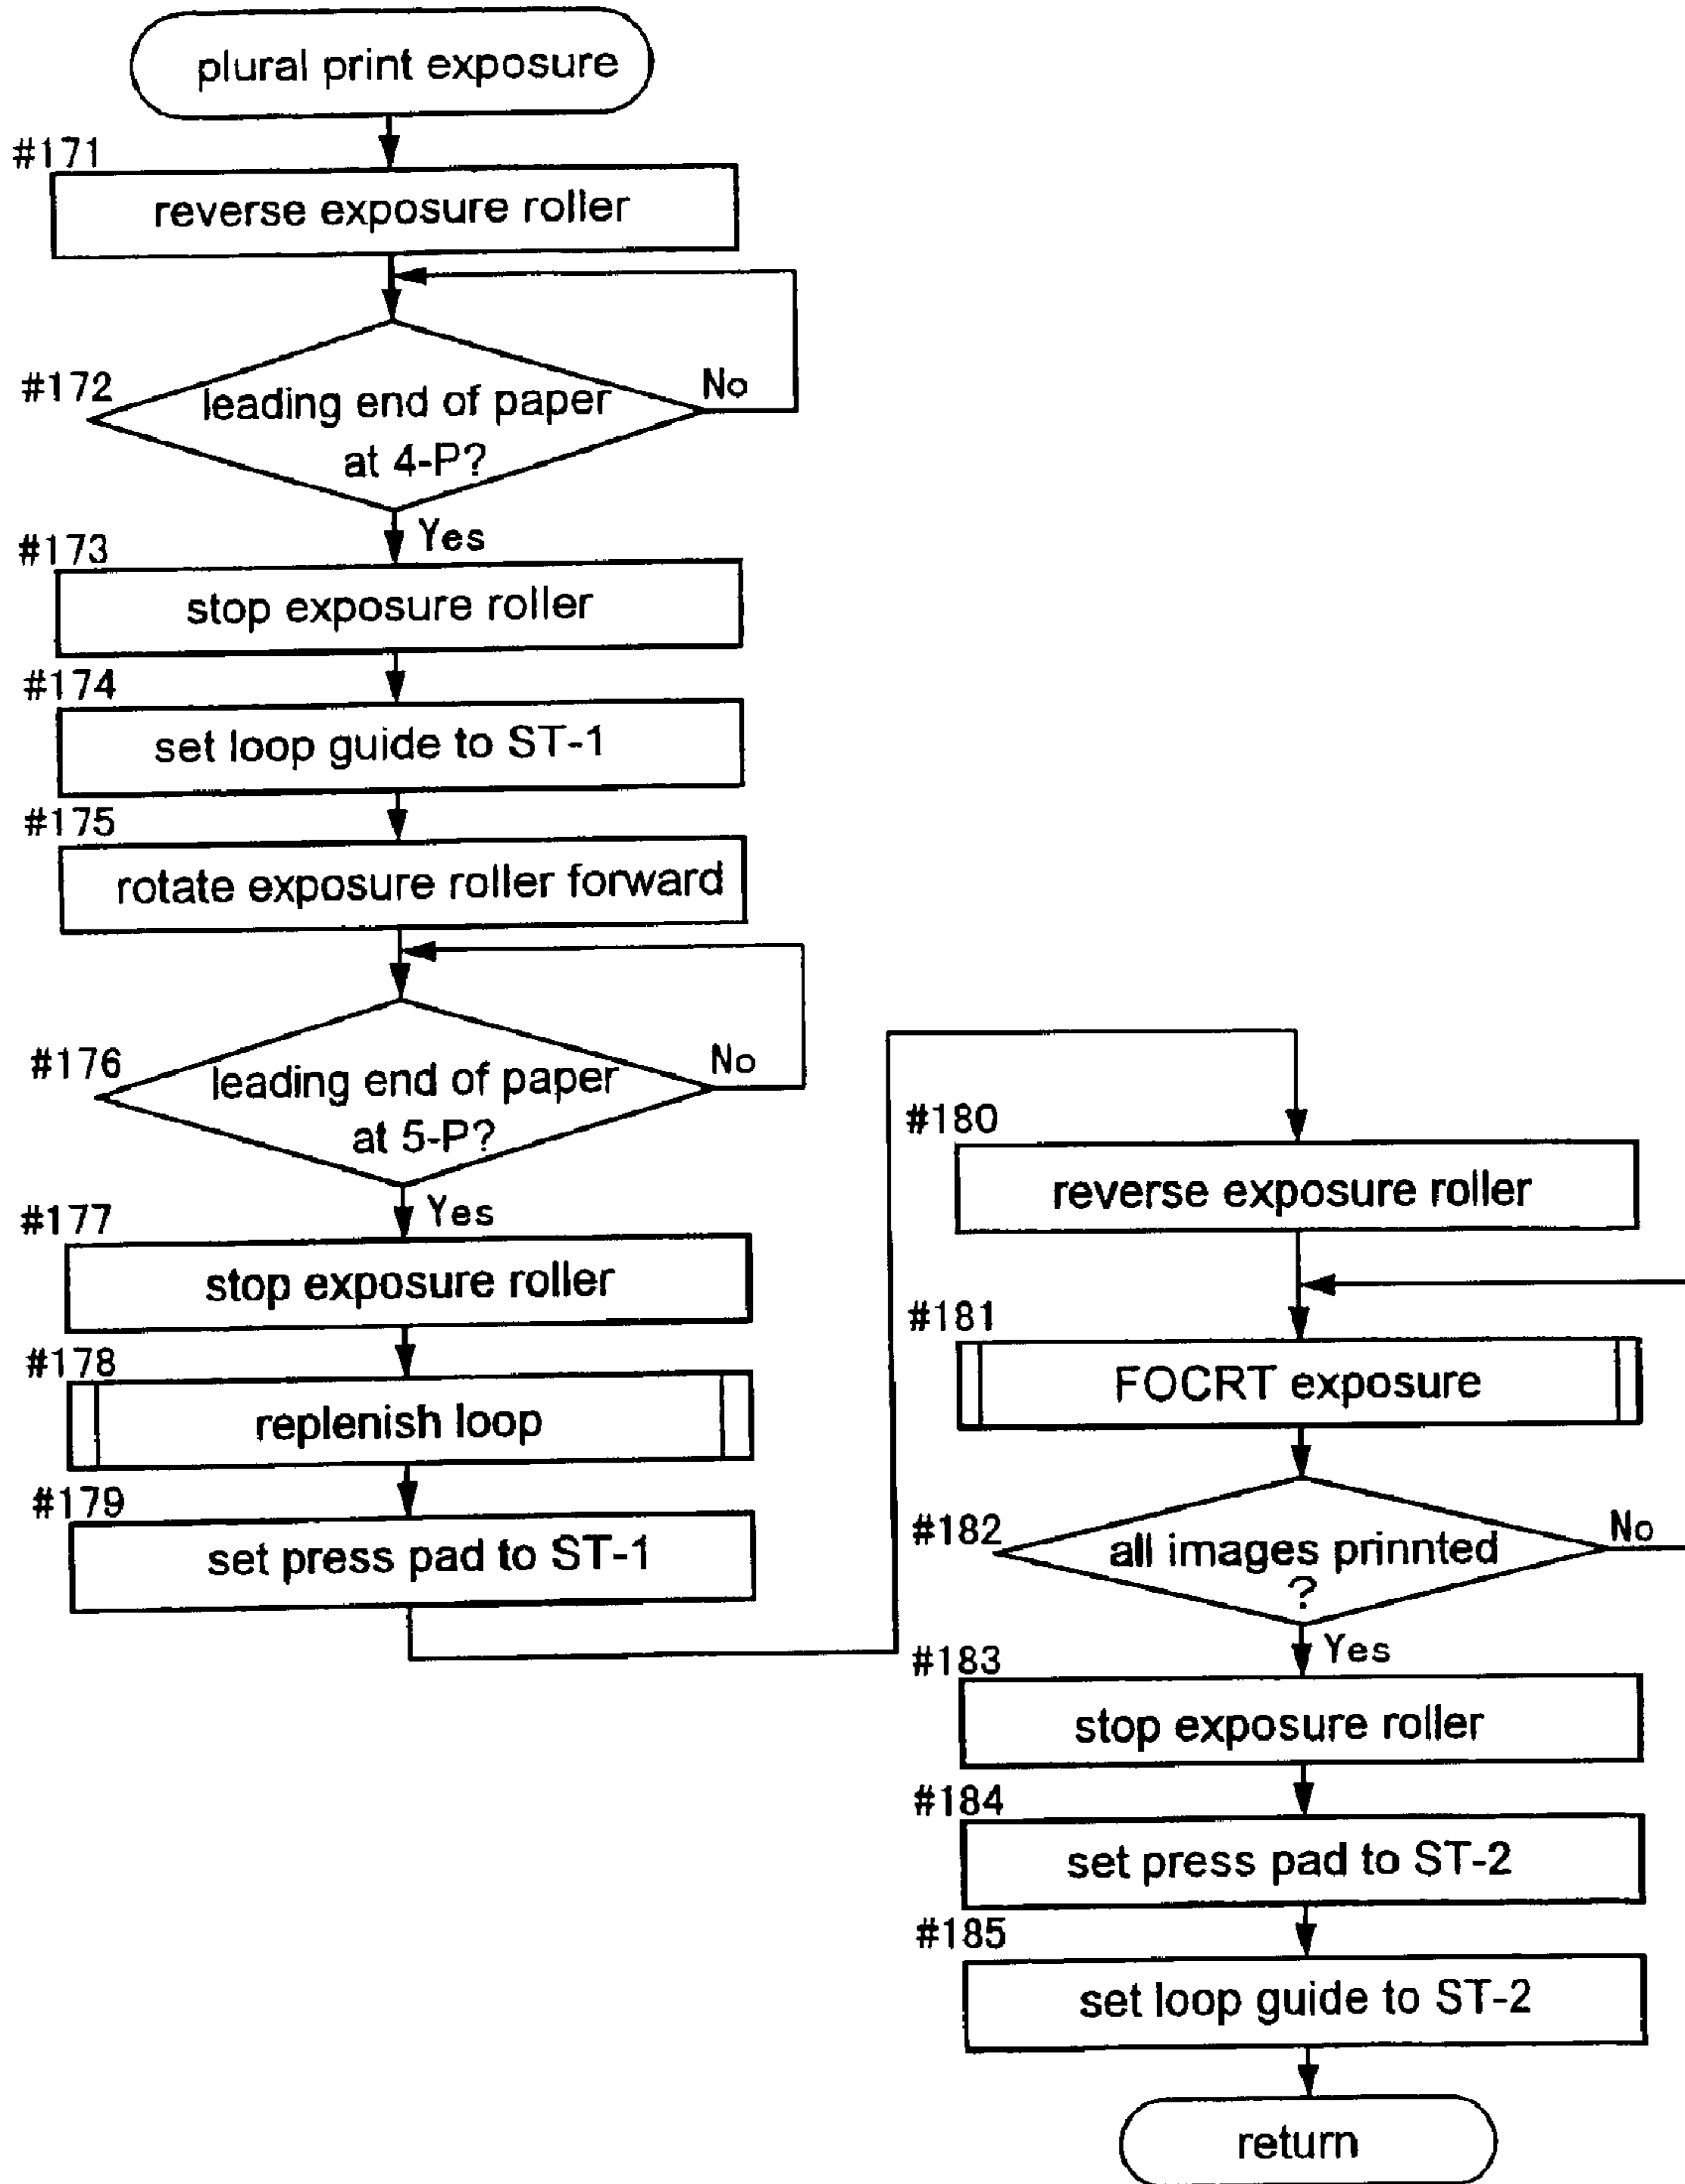 plural print exposure
#171
reverse exposure roller
#172
leading end of paper
at 4-P?
No
Yes
#173
stop exposure roller
#174
set loop guide to ST-1
#175
rotate exposure roller forward
#176
leading end of paper
at 5-P?
No
Yes
#177
stop exposure roller
#178
replenish loop
#179
set press pad to ST-1
#180
reverse exposure roller
#181
FOCRT exposure
#182
all images prinnted
?
No
Yes
#183
stop exposure roller
#184
set press pad to ST-2
#185
set loop guide to ST-2
return